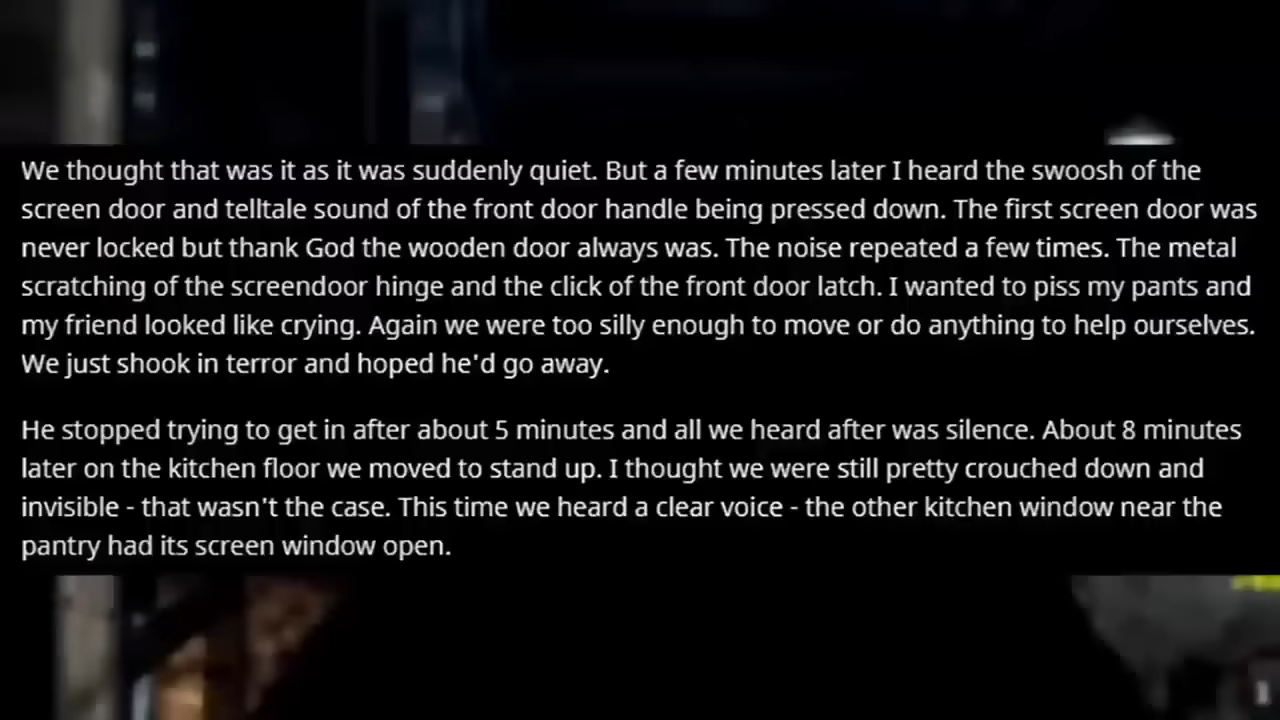 We thought that was it as it was suddenly quiet. But a few minutes later I heard the swoosh of the
screen door and telltale sound of the front door handle being pressed down. The first screen door was
never locked but thank God the wooden door always was. The noise repeated a few times. The metal
scratching of the screendoor hinge and the click of the front door latch. I wanted to piss my pants and
my friend looked like crying. Again we were too silly enough to move or do anything to help ourselves.
We just shook in terror and hoped he'd go away.
He stopped trying to get in after about 5 minutes and all we heard after was silence. About 8 minutes
later on the kitchen floor we moved to stand up. I thought we were still pretty crouched down and
invisible - that wasn't the case. This time we heard a clear voice - the other kitchen window near the
pantry had its screen window open.